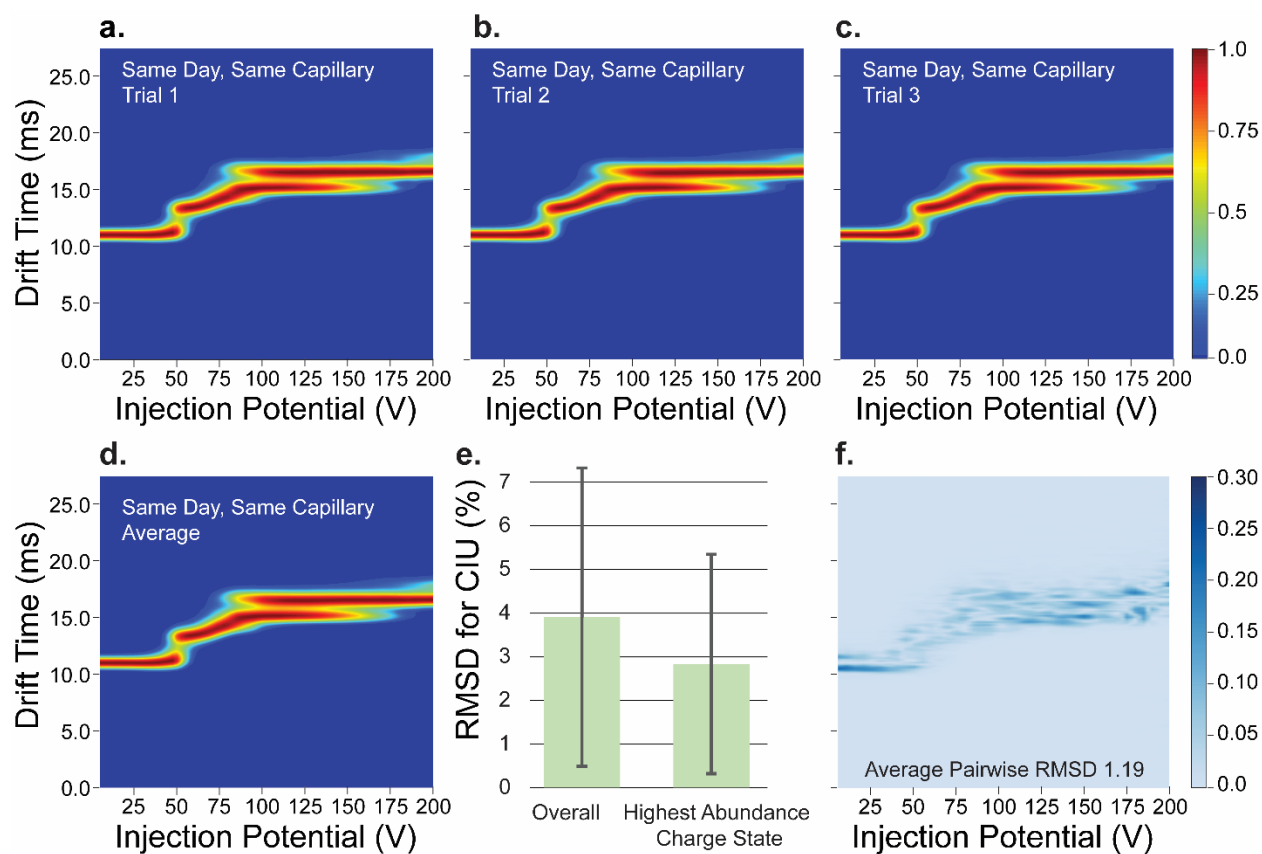 a.
Same Day, Same Capillary
Trial 1
25.0
20.0
15.0
10.0
5.0
0.0
Drift Time (ms)
25 50 75 100 125 150 175 200
Injection Potential (V)
b.
Same Day, Same Capillary
Trial 2
25 50 75 100 125 150 175 200
Injection Potential (V)
c.
Same Day, Same Capillary
Trial 3
25 50 75 100 125 150 175 200
Injection Potential (V)
1.0
0.75
0.5
0.25
0.0
d.
Same Day, Same Capillary
Average
25.0
20.0
15.0
10.0
5.0
0.0
Drift Time (ms)
25 50 75 100 125 150 175 200
Injection Potential (V)
e.
RMSD for CIU (%)
7
6
5
4
3
2
1
0
Overall
Highest Abundance
Charge State
f.
Average Pairwise RMSD 1.19
25 50 75 100 125 150 175 200
Injection Potential (V)
0.30
0.25
0.20
0.15
0.10
0.05
0.0